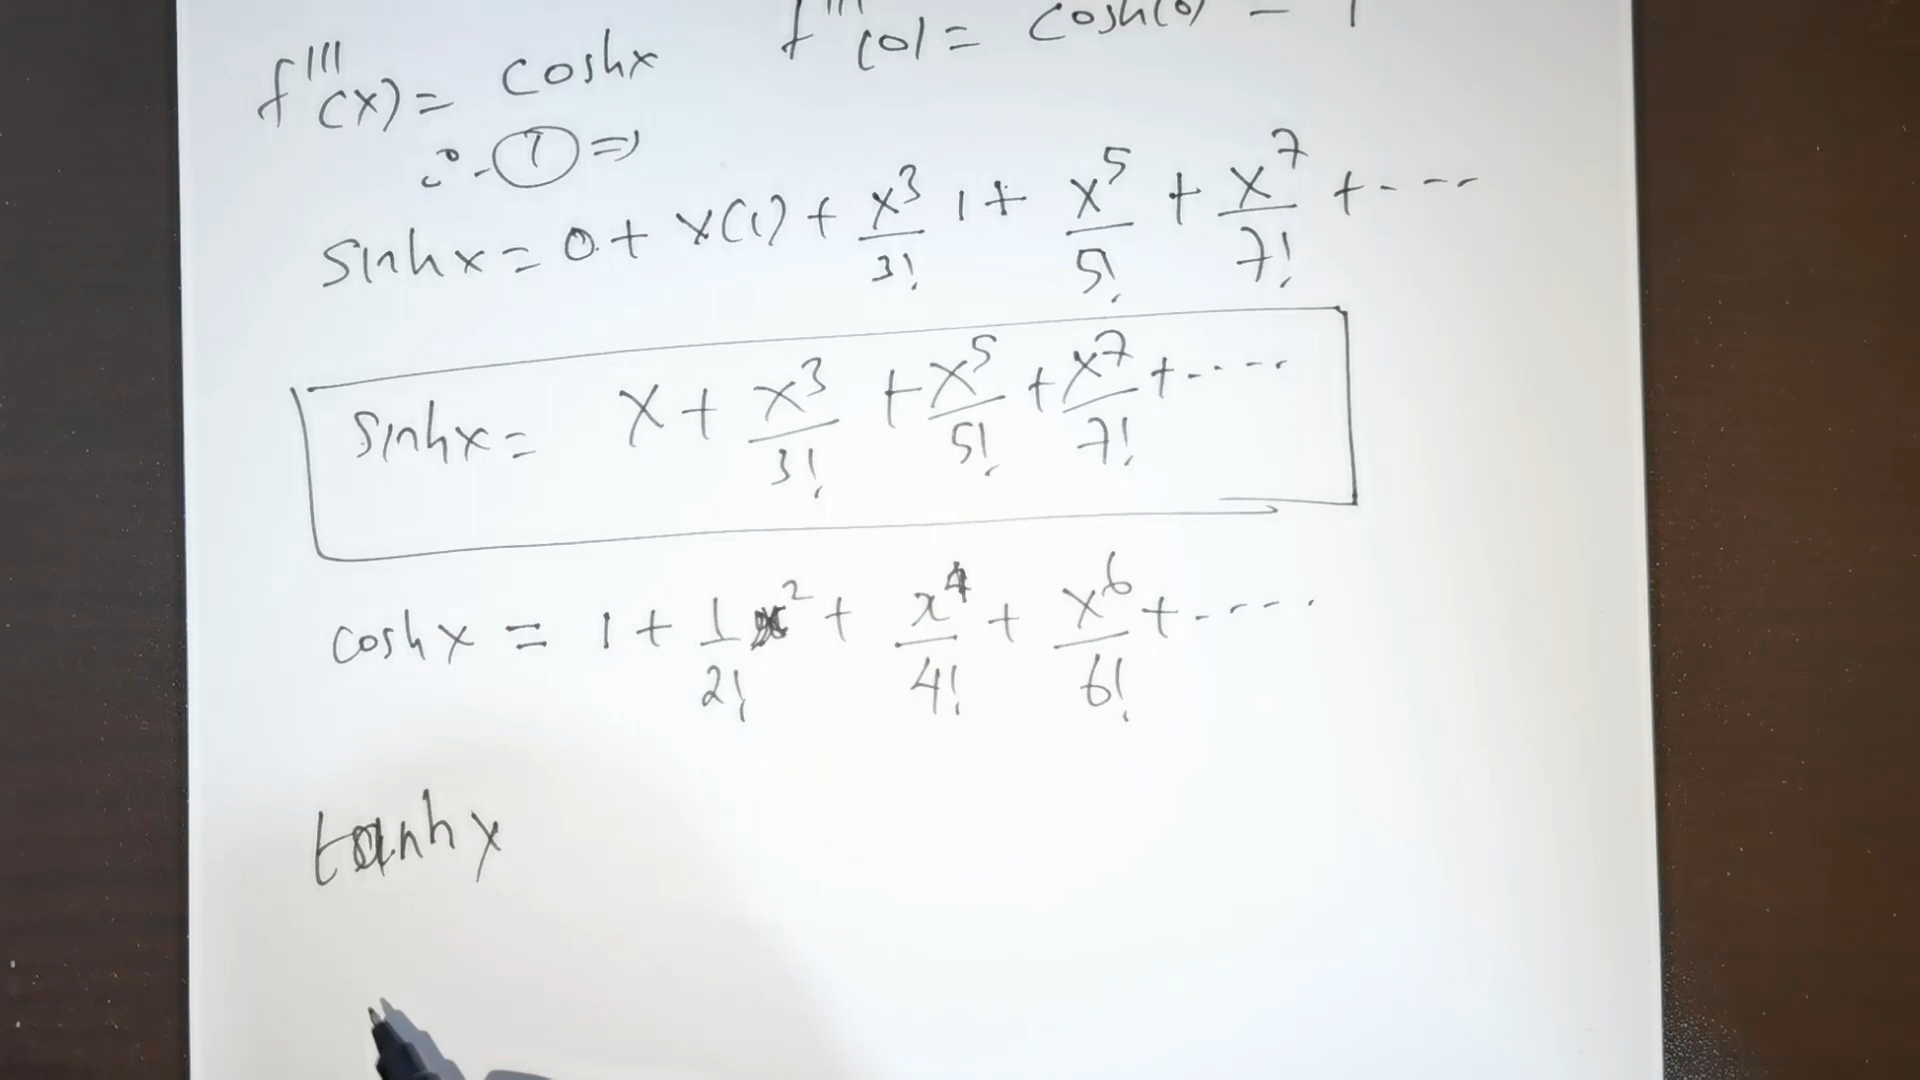 f'''(x) = coshx f'''(0) = cosh(0) = 1
∴ ① ⇒
sinhx = 0 + x(1) + x³/3! 1 + x⁵/5! + x⁷/7! + ----
sinhx = x + x³/3! + x⁵/5! + x⁷/7! + ....
coshx = 1 + 1/2! x² + x⁴/4! + x⁶/6! + ....
tanhx